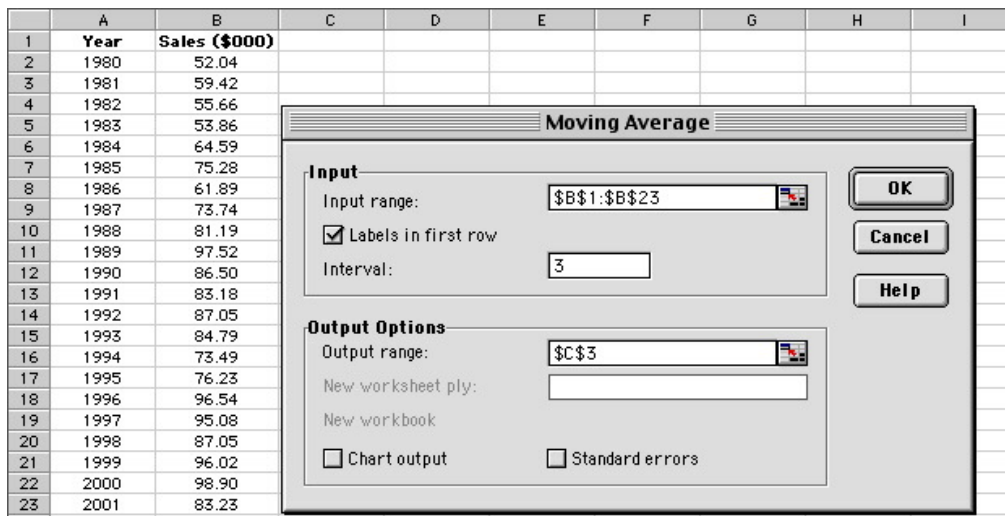 A B C D E F G H I
1 Year Sales ($000)
2 1980 52.04
3 1981 59.42
4 1982 55.66
5 1983 53.86
6 1984 64.59
7 1985 75.28
8 1986 61.89
9 1987 73.74
10 1988 81.19
11 1989 97.52
12 1990 86.50
13 1991 83.18
14 1992 87.05
15 1993 84.79
16 1994 73.49
17 1995 76.23
18 1996 96.54
19 1997 95.08
20 1998 87.05
21 1999 96.02
22 2000 98.90
23 2001 83.23
Moving Average
Input
Input range: $B$1:$B$23
Labels in first row
Interval: 3
Output Options
Output range: $C$3
New worksheet ply:
New workbook
Chart output Standard errors
OK
Cancel
Help